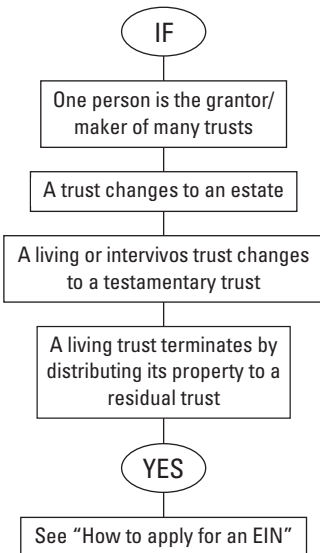 IF
One person is the grantor/
maker of many trusts
A trust changes to an estate
A living or intervivos trust changes
to a testamentary trust
A living trust terminates by
distributing its property to a
residual trust
YES
See “How to apply for an EIN”